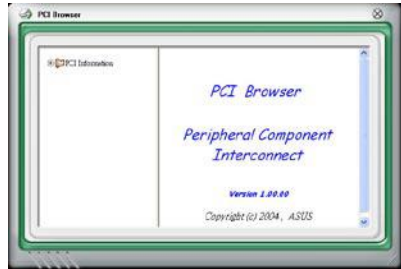 PCI Browser
PCI Information
PCI Browser
Peripheral Component
Interconnect
Version 1.00.00
Copyright (c) 2004, ASUS